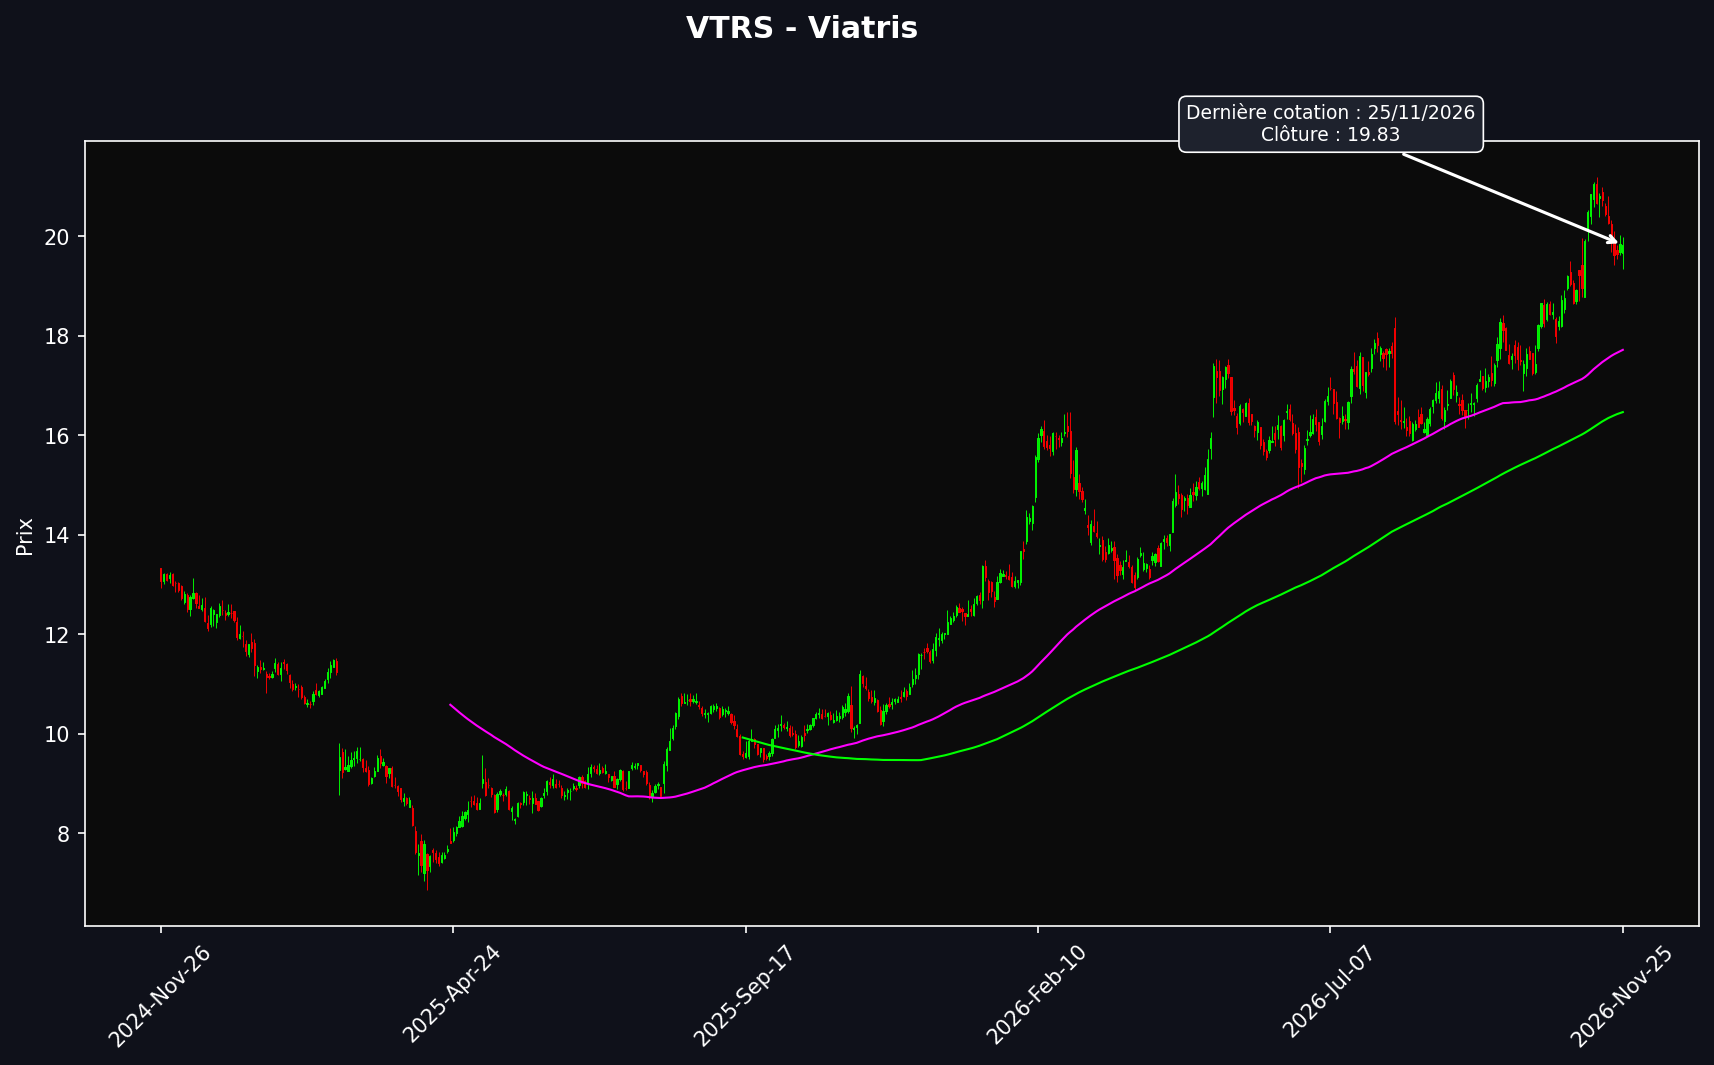 VTRS - Viatris
Dernière cotation : 25/11/2026
Clôture : 19.83
Prix
20
18
16
14
12
10
8
2024-Nov-26
2025-Apr-24
2025-Sep-17
2026-Feb-10
2026-Jul-07
2026-Nov-25